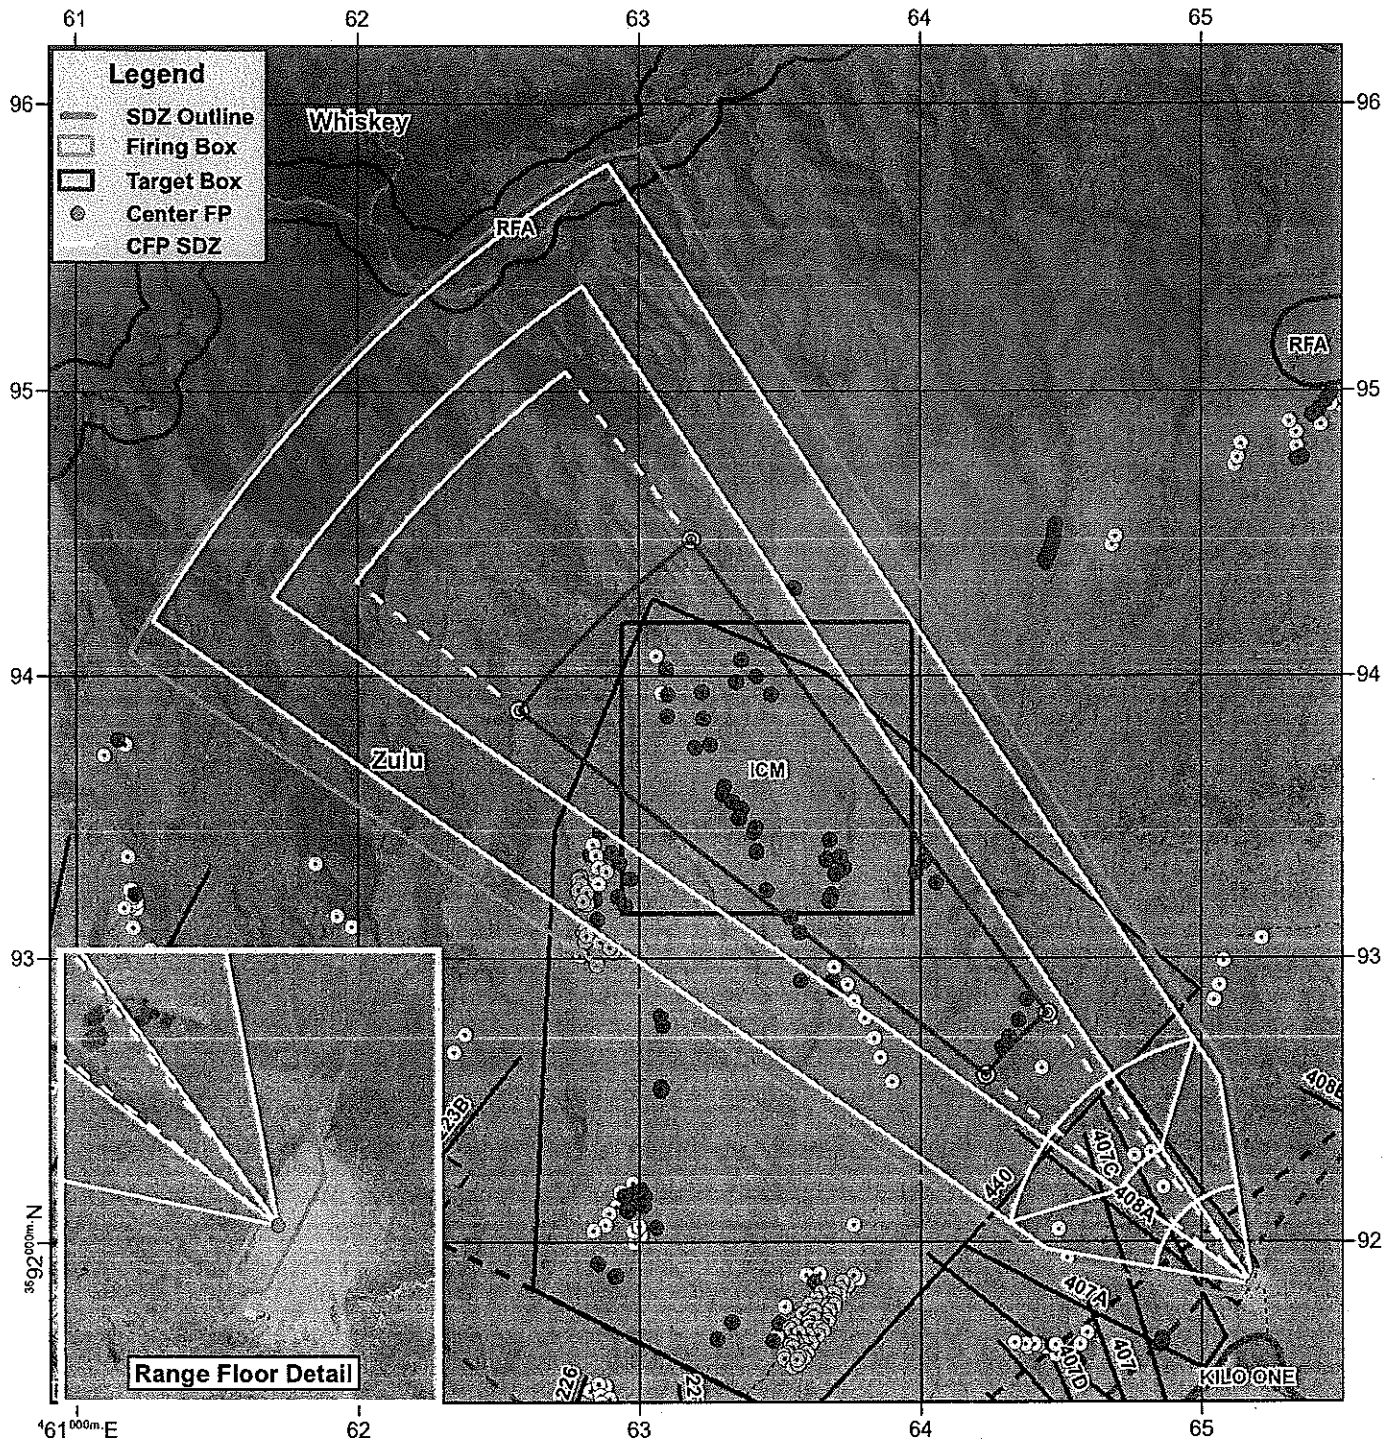 61 62 63 64 65
Legend
SDZ Outline
Firing Box
Target Box
Center FP
CFP SDZ
96 96
Whiskey
RFA
RFA
95 95
94 94
Zulu
ICM
93 93
408B
23B
407C
440
408A
3592000m.N
92
407A
407
407D
Range Floor Detail
226
22
KILO ONE
461000m.E 62 63 64 65